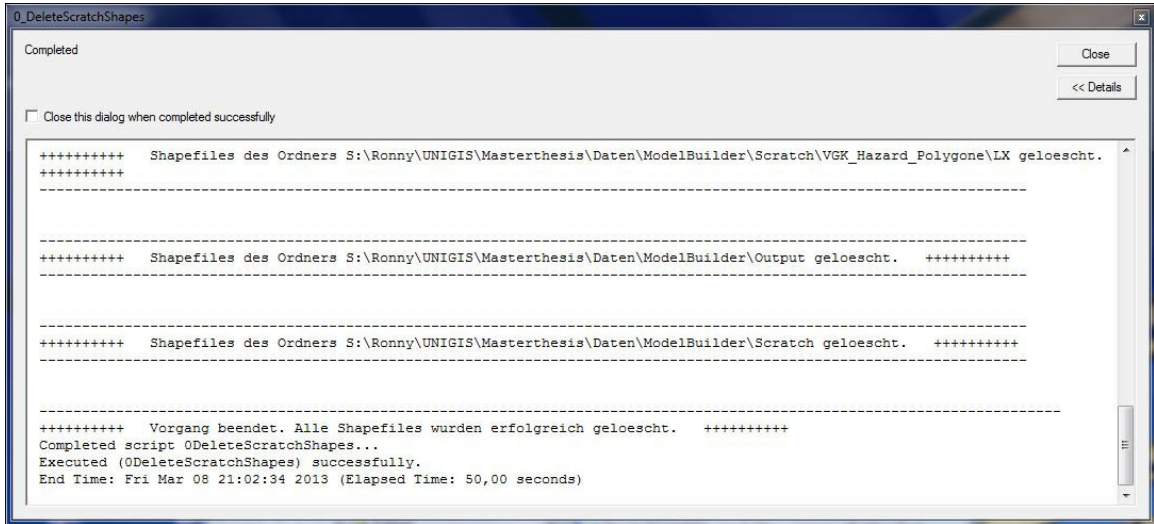 0_DeleteScratchShapes
x
Completed
Close
<< Details
Close this dialog when completed successfully
++++++++++   Shapefiles des Ordners S:\Ronny\UNIGIS\Masterthesis\Daten\ModelBuilder\Scratch\VGK_Hazard_Polygone\LX geloescht.
++++++++++
--------------------------------------------------------------------------------------------------------------------
--------------------------------------------------------------------------------------------------------------------
++++++++++   Shapefiles des Ordners S:\Ronny\UNIGIS\Masterthesis\Daten\ModelBuilder\Output geloescht.   ++++++++++
--------------------------------------------------------------------------------------------------------------------
--------------------------------------------------------------------------------------------------------------------
++++++++++   Shapefiles des Ordners S:\Ronny\UNIGIS\Masterthesis\Daten\ModelBuilder\Scratch geloescht.   ++++++++++
--------------------------------------------------------------------------------------------------------------------
------------------------------------------------------------------------------------------------------------------------
++++++++++   Vorgang beendet. Alle Shapefiles wurden erfolgreich geloescht.   ++++++++++
Completed script 0DeleteScratchShapes...
Executed (0DeleteScratchShapes) successfully.
End Time: Fri Mar 08 21:02:34 2013 (Elapsed Time: 50,00 seconds)